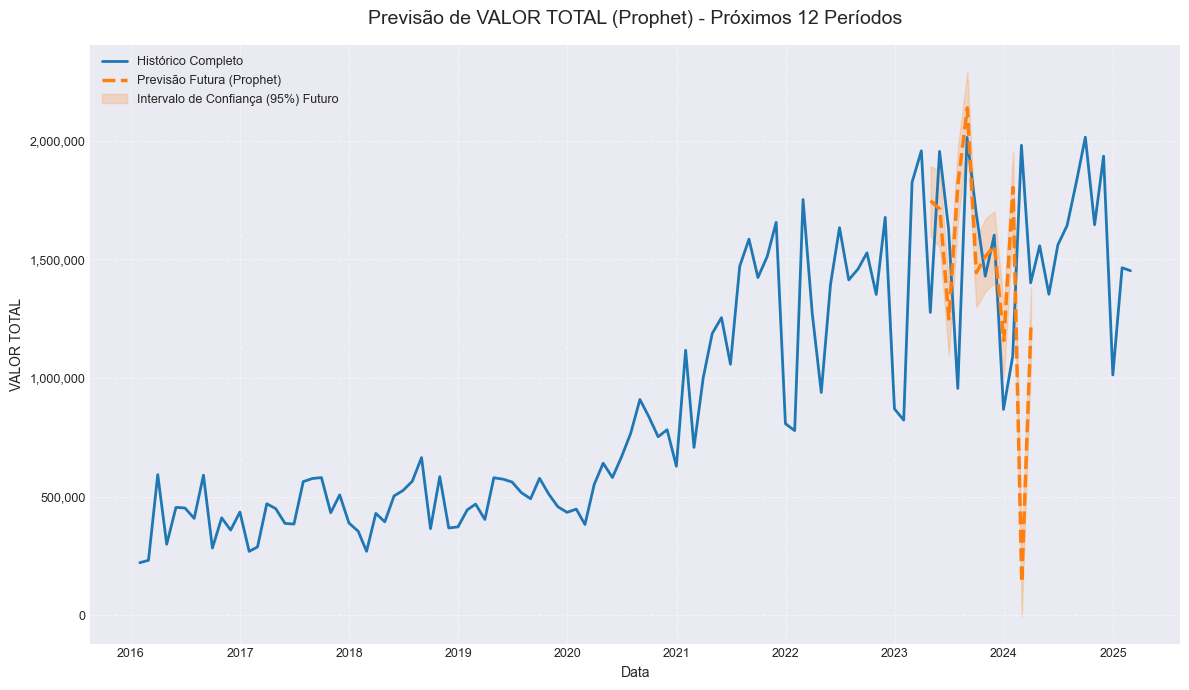 Previsão de VALOR TOTAL (Prophet) - Próximos 12 Períodos
Histórico Completo
Previsão Futura (Prophet)
Intervalo de Confiança (95%) Futuro
VALOR TOTAL
2,000,000
1,500,000
1,000,000
500,000
0
2016 2017 2018 2019 2020 2021 2022 2023 2024 2025
Data